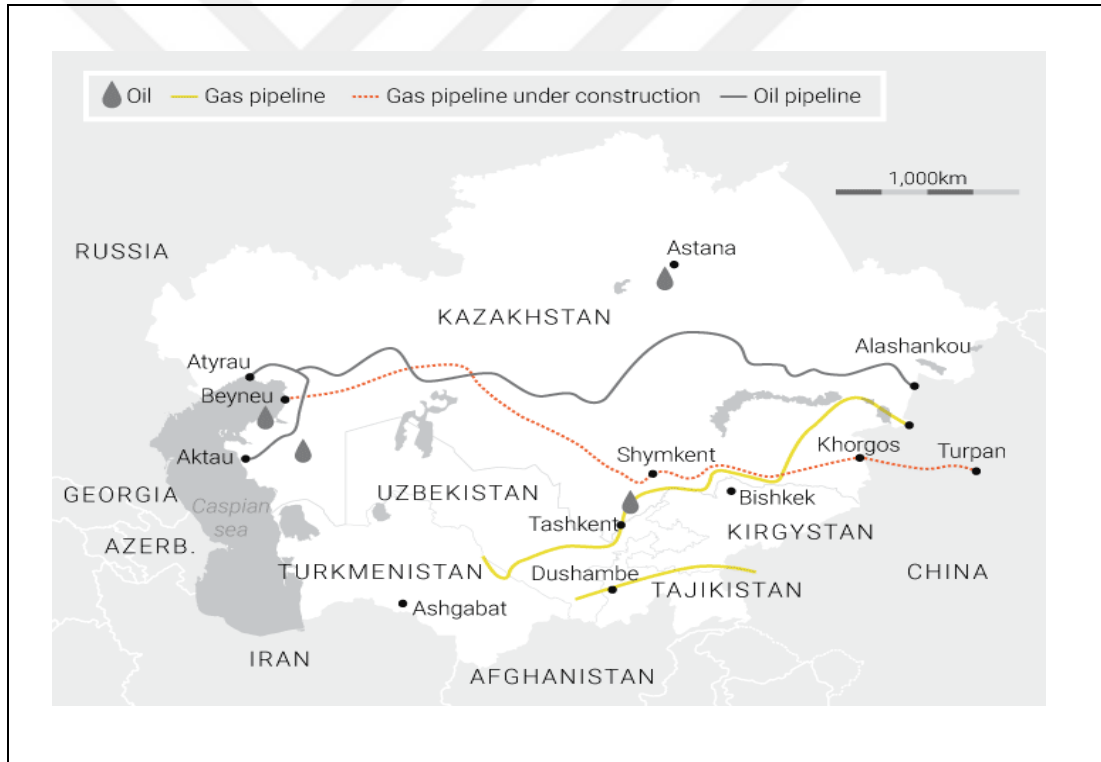 Oil Gas pipeline Gas pipeline under construction Oil pipeline
1,000km
RUSSIA
Astana
KAZAKHSTAN
Atyrau
Alashankou
Beyneu
Aktau
Shymkent
Khorgos
Turpan
GEORGIA
Caspian
sea
UZBEKISTAN
Bishkek
Tashkent
KIRGYSTAN
AZERB.
TURKMENISTAN
Dushambe
TAJIKISTAN
CHINA
Ashgabat
IRAN
AFGHANISTAN